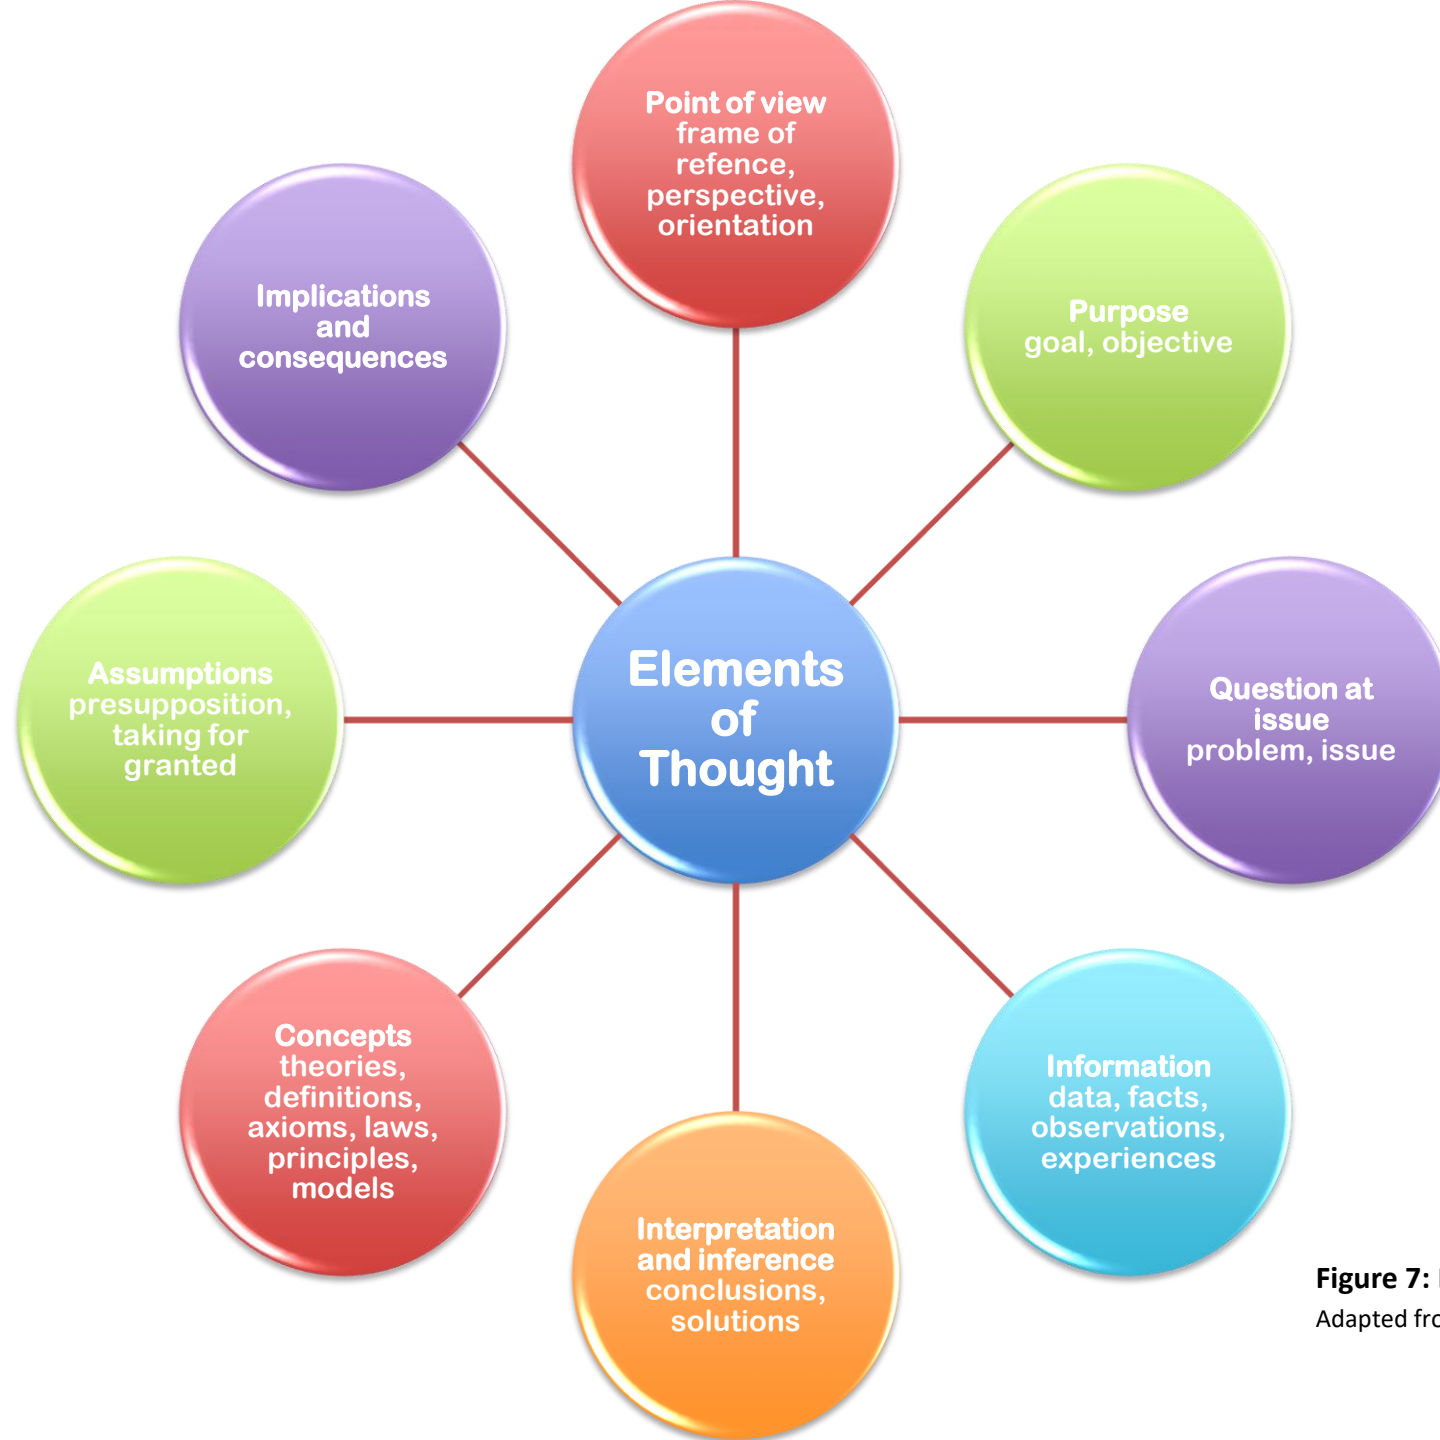 Point of view
frame of
refence,
perspective,
orientation
Purpose
goal, objective
Question at
issue
problem, issue
Information
data, facts,
observations,
experiences
Interpretation
and inference
conclusions,
solutions
Concepts
theories,
definitions,
axioms, laws,
principles,
models
Assumptions
presupposition,
taking for
granted
Implications
and
consequences
Elements
of
Thought
Figure 7:
Adapted